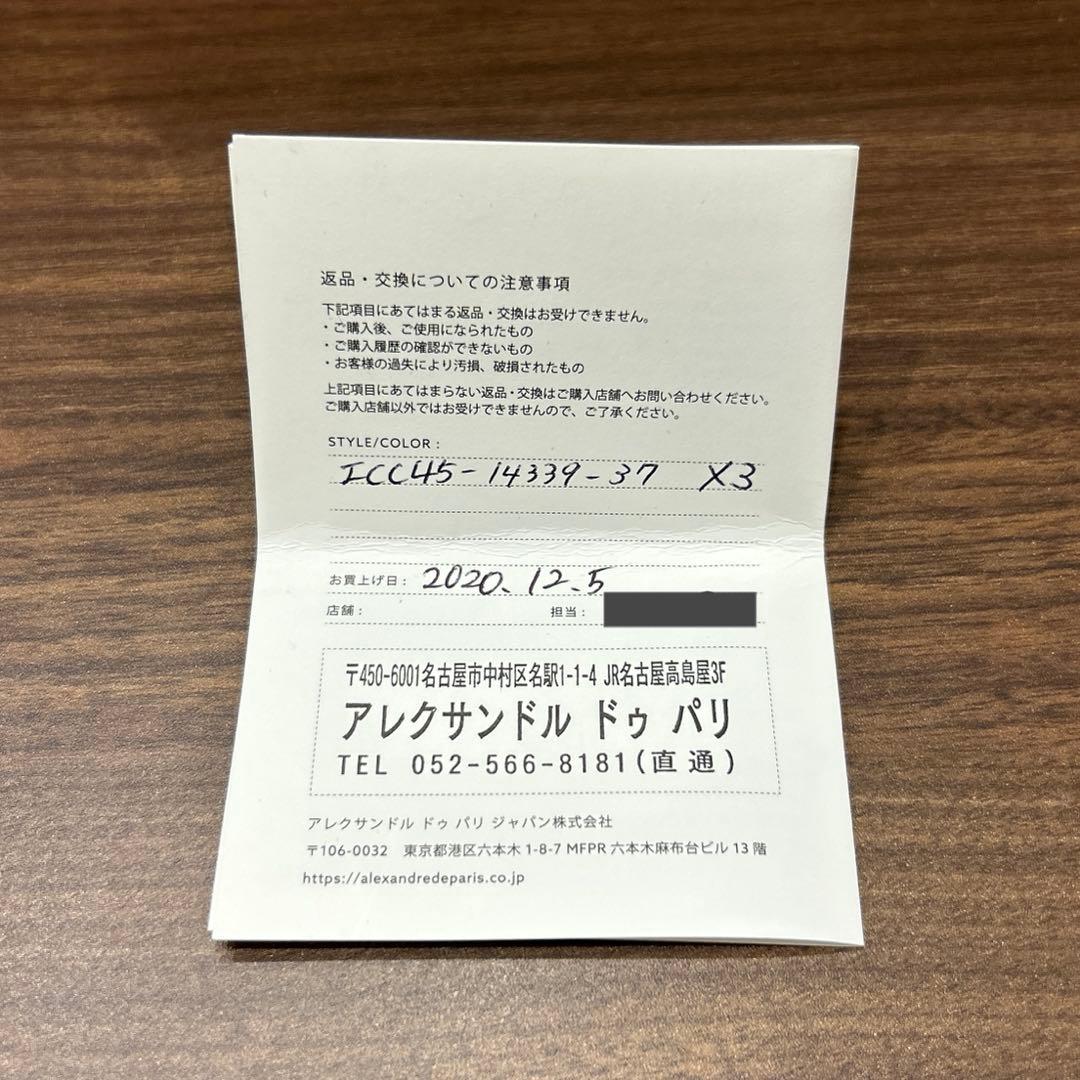 返品・交換についての注意事項
下記項目にあてはまる返品・交換はお受けできません。
・ご購入後、ご使用になられたもの
・ご購入履歴の確認ができないもの
・お客様の過失により汚損、破損されたもの
上記項目にあてはまらない返品・交換はご購入店舗へお問い合わせください。
ご購入店舗以外ではお受けできませんので、ご了承ください。
STYLE/COLOR :
ICC45-14339-37 X3
お買上げ日： 2020.12.5
店舗： 担当：
〒450-6001名古屋市中村区名駅1-1-4 JR名古屋高島屋3F
アレクサンドル ドゥ パリ
TEL 052-566-8181(直通)
アレクサンドル ドゥ パリ ジャパン株式会社
〒106-0032 東京都港区六本木 1-8-7 MFPR 六本木麻布台ビル 13 階
https://alexandredeparis.co.jp